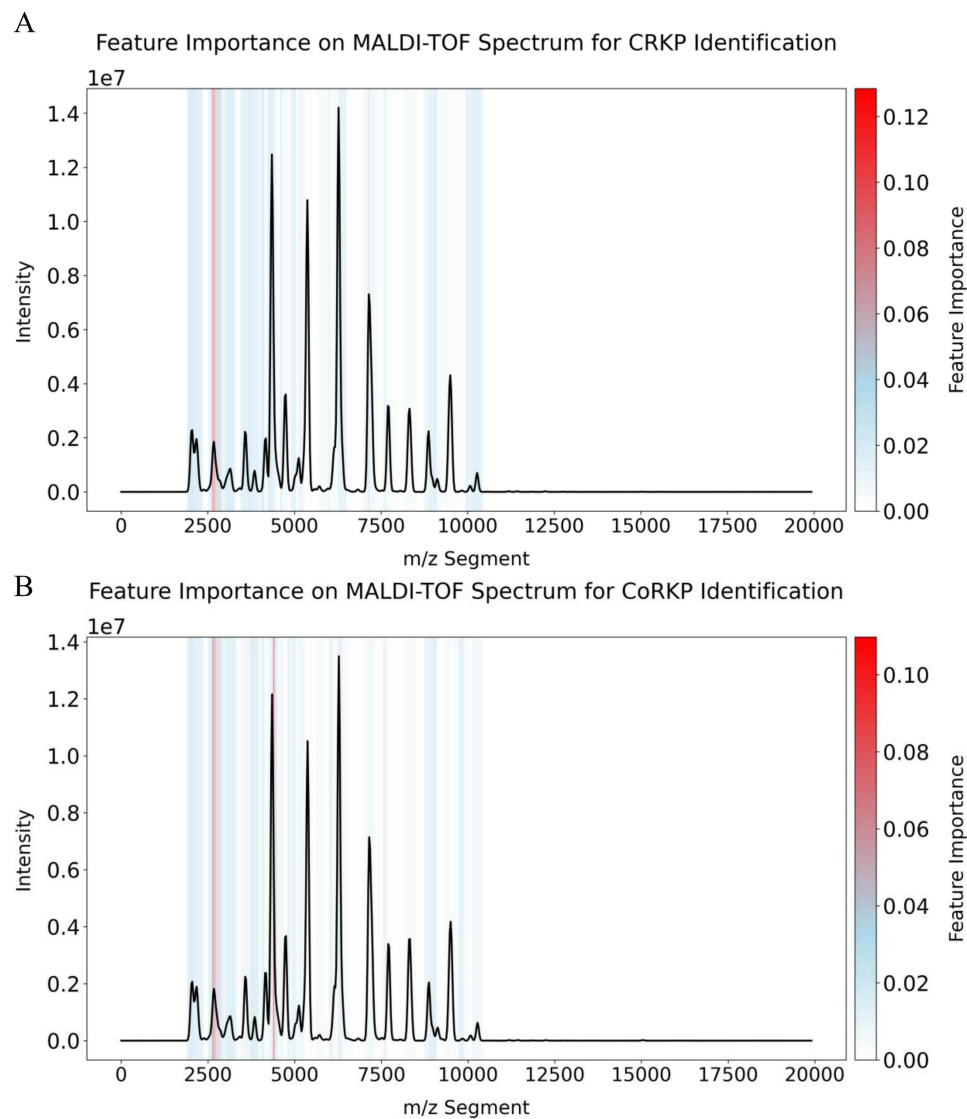 A
Feature Importance on MALDI-TOF Spectrum for CRKP Identification
1e7
1.4
1.2
1.0
0.8
0.6
0.4
0.2
0.0
Intensity
0 2500 5000 7500 10000 12500 15000 17500 20000
m/z Segment
0.12
0.10
0.08
0.06
0.04
0.02
0.00
Feature Importance
B
Feature Importance on MALDI-TOF Spectrum for CoRKP Identification
1e7
1.4
1.2
1.0
0.8
0.6
0.4
0.2
0.0
Intensity
0 2500 5000 7500 10000 12500 15000 17500 20000
m/z Segment
0.10
0.08
0.06
0.04
0.02
0.00
Feature Importance